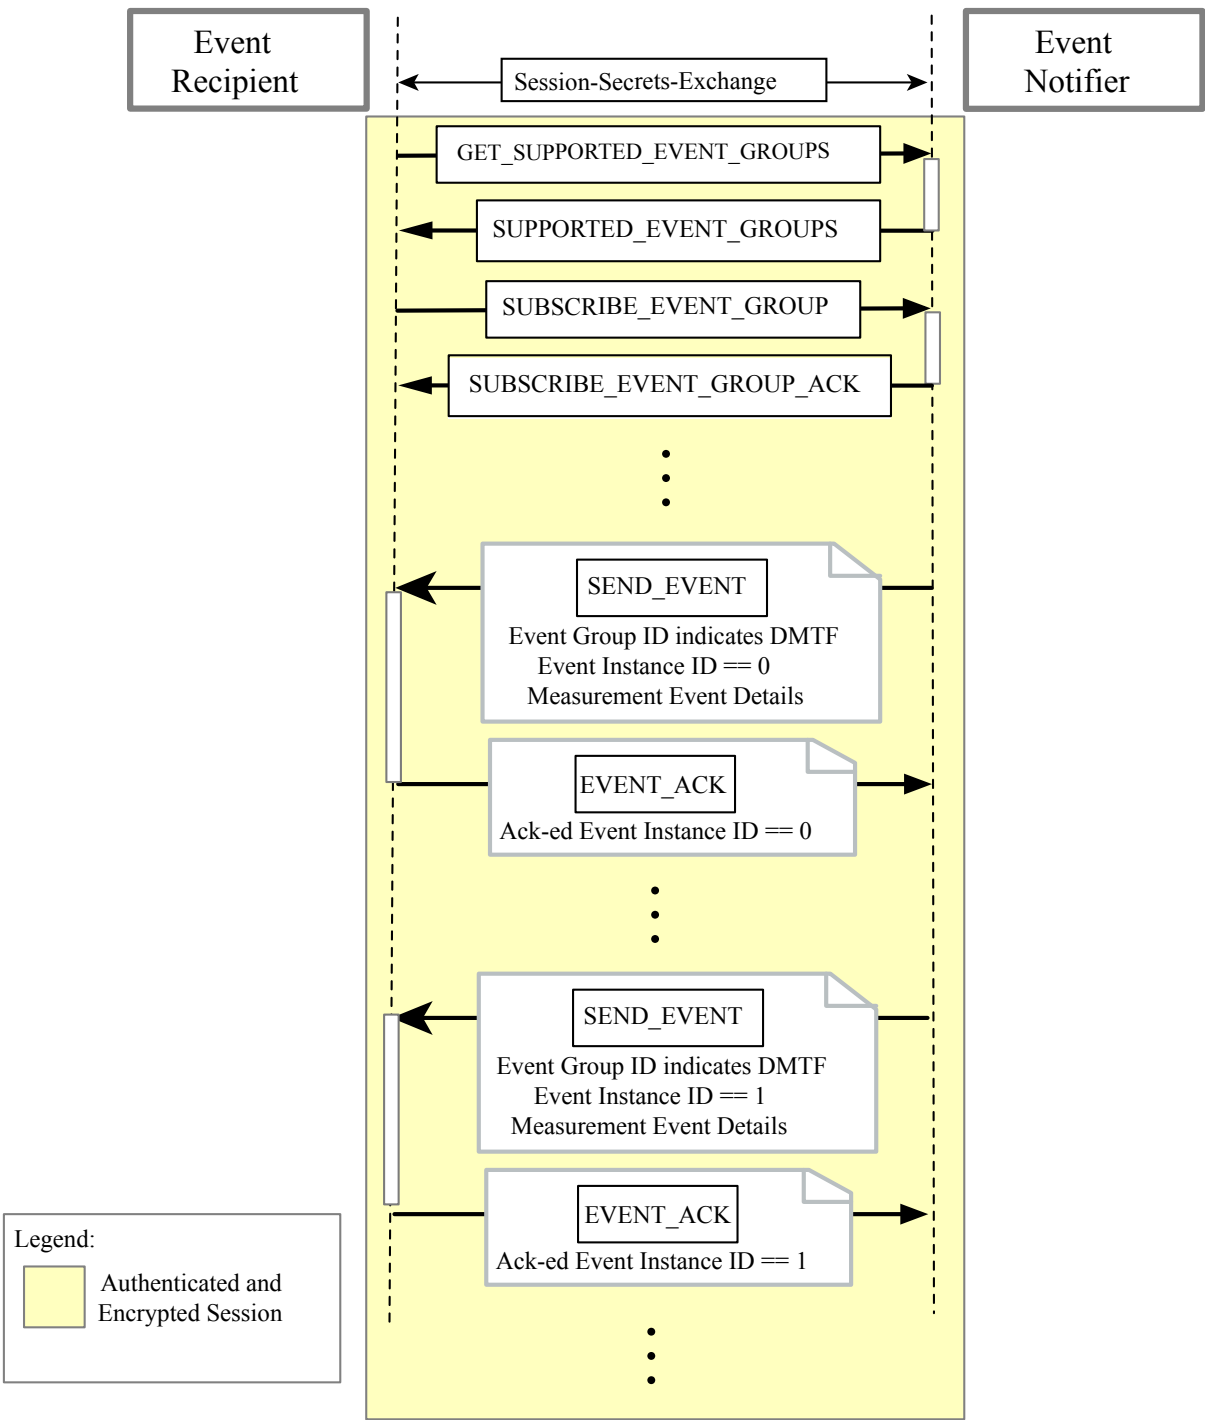 Event
Recipient
Event
Notifier
Session-Secrets-Exchange
GET_SUPPORTED_EVENT_GROUPS
SUPPORTED_EVENT_GROUPS
SUBSCRIBE_EVENT_GROUP
SUBSCRIBE_EVENT_GROUP_ACK
SEND_EVENT
Event Group ID indicates DMTF
Event Instance ID == 0
Measurement Event Details
EVENT_ACK
Ack-ed Event Instance ID == 0
SEND_EVENT
Event Group ID indicates DMTF
Event Instance ID == 1
Measurement Event Details
EVENT_ACK
Ack-ed Event Instance ID == 1
Legend:
Authenticated and
Encrypted Session